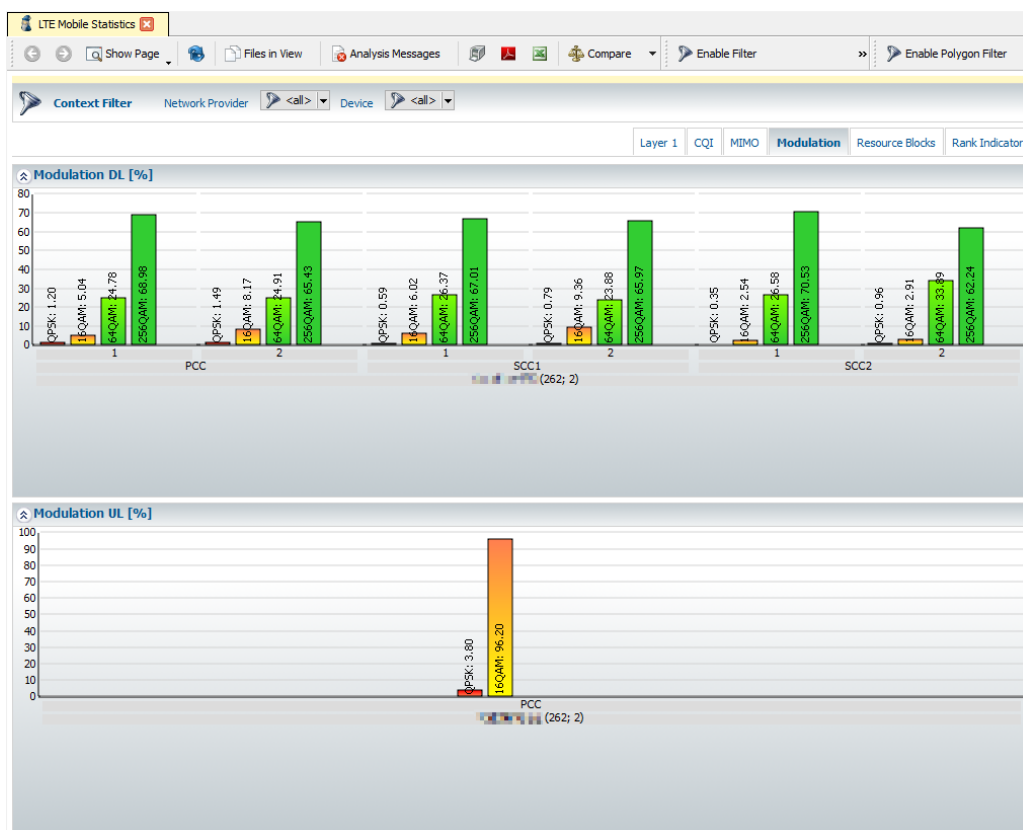 LTE Mobile Statistics
Show Page Files in View Analysis Messages Compare Enable Filter » Enable Polygon Filter
Context Filter Network Provider <all> Device <all>
Layer 1 CQI MIMO Modulation Resource Blocks Rank Indicator
Modulation DL [%]
80
70
60
50
40
30
20
10
0
QPSK: 1.20 16QAM: 5.04 64QAM: 24.78 256QAM: 68.98
QPSK: 1.49 16QAM: 8.17 64QAM: 24.91 256QAM: 65.43
QPSK: 0.59 16QAM: 6.02 64QAM: 26.37 256QAM: 67.01
QPSK: 0.79 16QAM: 9.36 64QAM: 23.88 256QAM: 65.97
QPSK: 0.35 16QAM: 2.54 64QAM: 26.58 256QAM: 70.53
QPSK: 0.96 16QAM: 2.91 64QAM: 33.89 256QAM: 62.24
1 2 1 2 1 2
PCC SCC1 SCC2
(262; 2)
Modulation UL [%]
100
90
80
70
60
50
40
30
20
10
0
QPSK: 3.80 16QAM: 96.20
PCC
(262; 2)